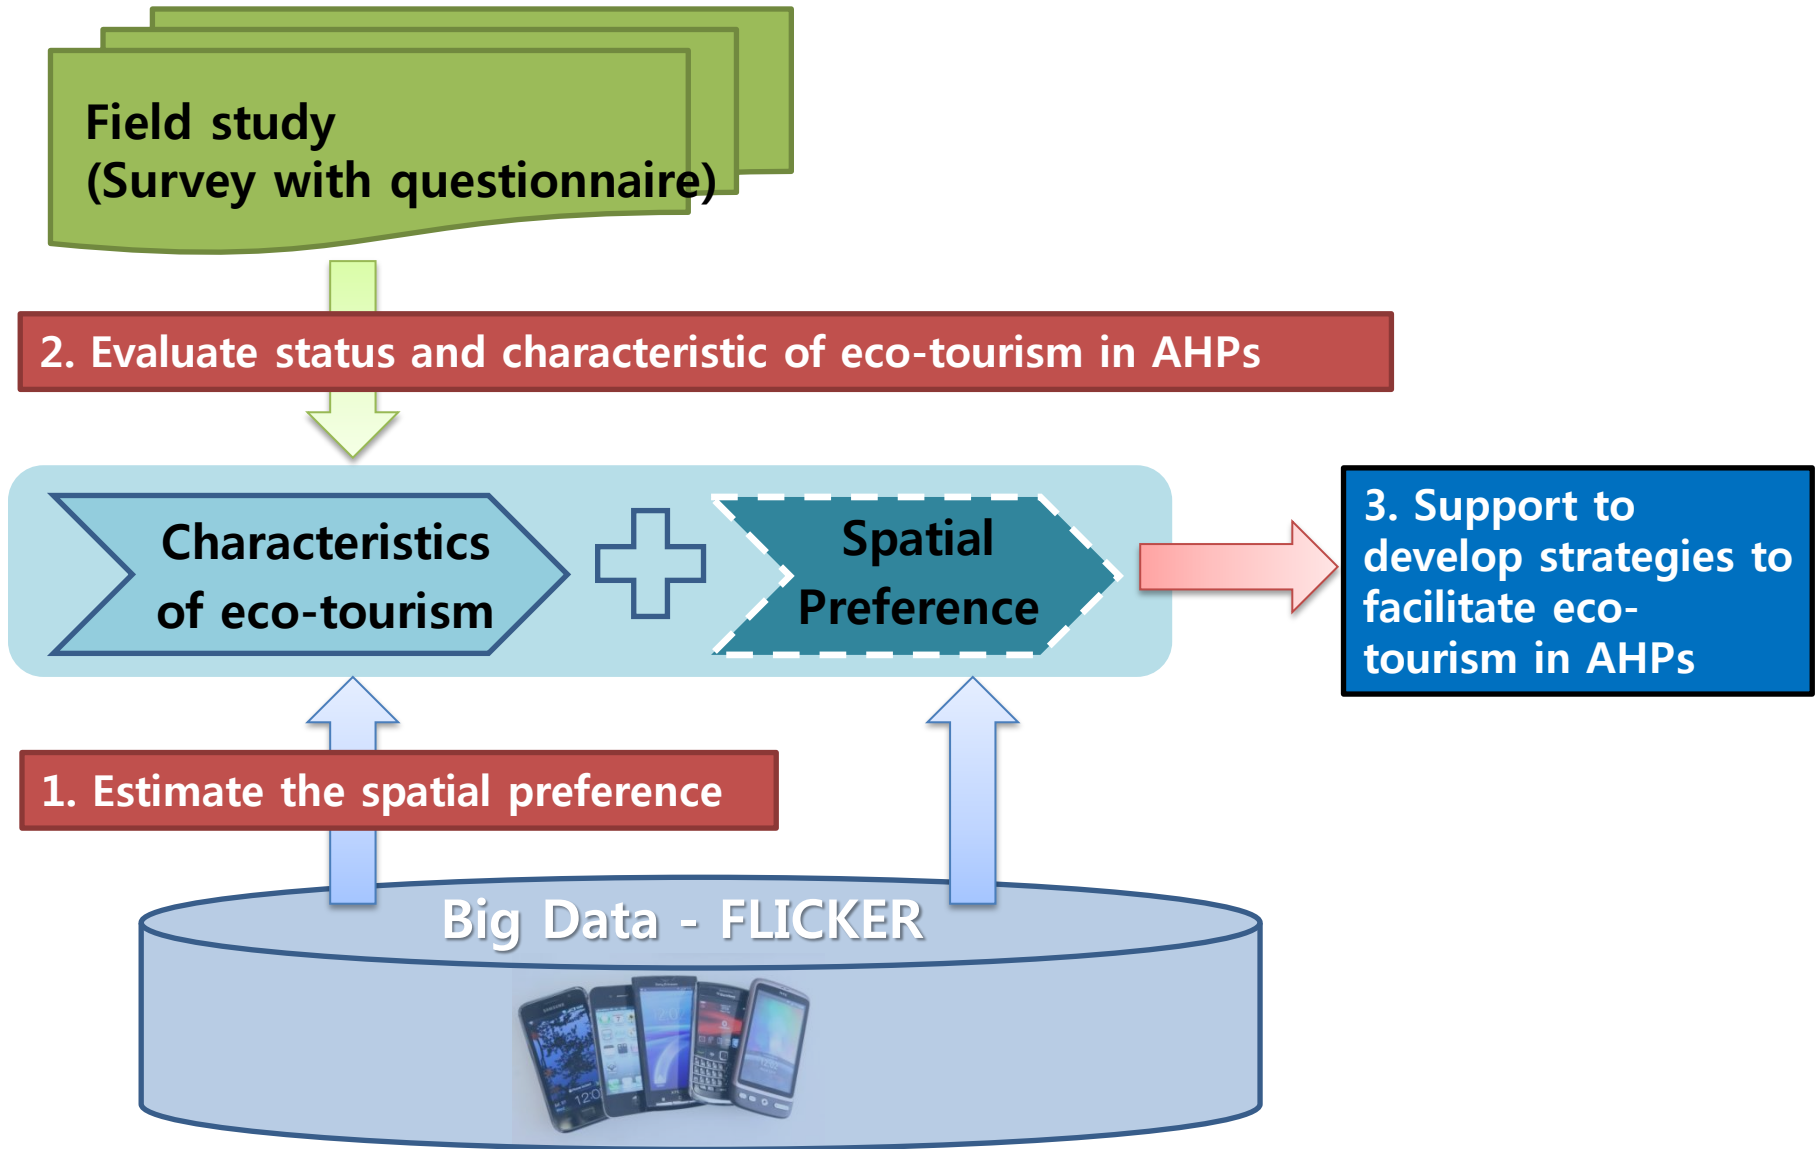 Field study
(Survey with questionnaire)
2. Evaluate status and characteristic of eco-tourism in AHPs
Characteristics
of eco-tourism
Spatial
Preference
3. Support to
develop strategies to
facilitate eco-
tourism in AHPs
1. Estimate the spatial preference
Big Data - FLICKER